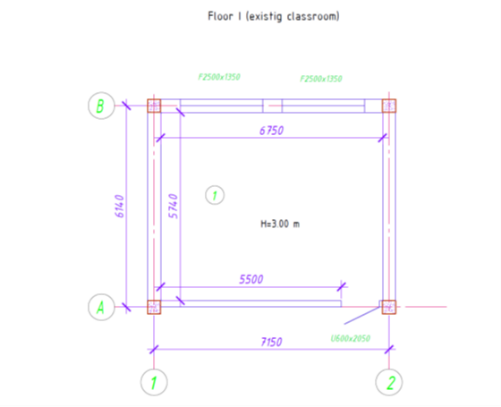 Floor 1 (existig classroom)
F2500x1350
F2500x1350
B
6750
6140
5740
1
H=3.00 m
5500
A
U600x2050
7150
1
2